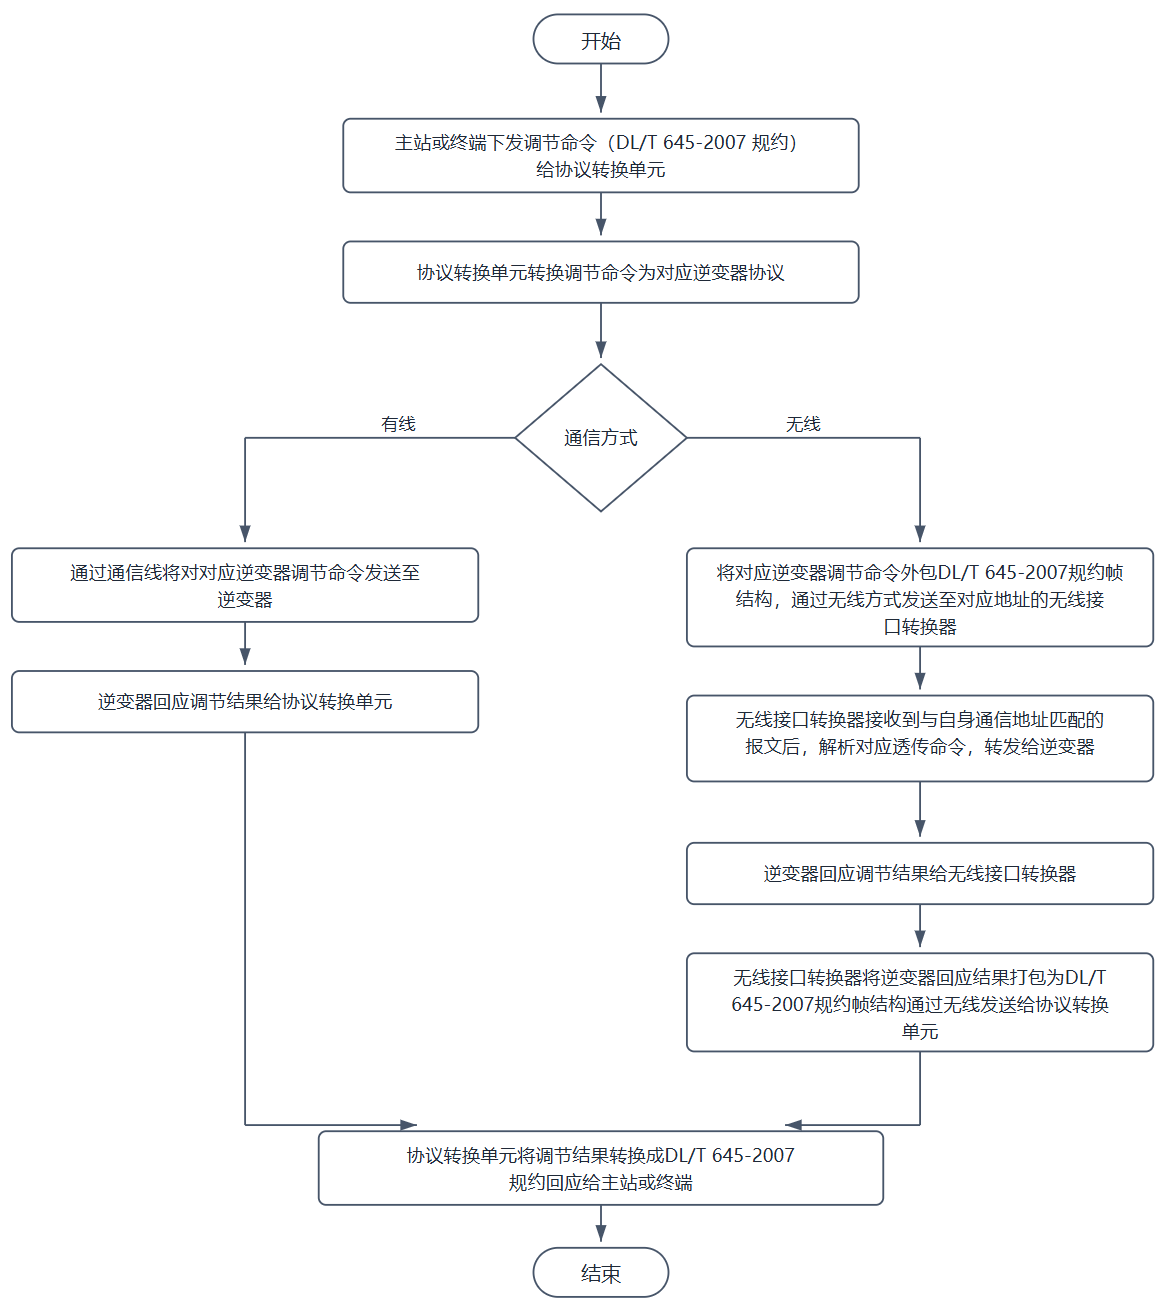 开始
主站或终端下发调节命令（DL/T 645-2007 规约）
给协议转换单元
协议转换单元转换调节命令为对应逆变器协议
通信方式
有线
无线
通过通信线将对对应逆变器调节命令发送至
逆变器
逆变器回应调节结果给协议转换单元
将对应逆变器调节命令外包DL/T 645-2007规约帧
结构，通过无线方式发送至对应地址的无线接
口转换器
无线接口转换器接收到与自身通信地址匹配的
报文后，解析对应透传命令，转发给逆变器
逆变器回应调节结果给无线接口转换器
无线接口转换器将逆变器回应结果打包为DL/T
645-2007规约帧结构通过无线发送给协议转换
单元
协议转换单元将调节结果转换成DL/T 645-2007
规约回应给主站或终端
结束